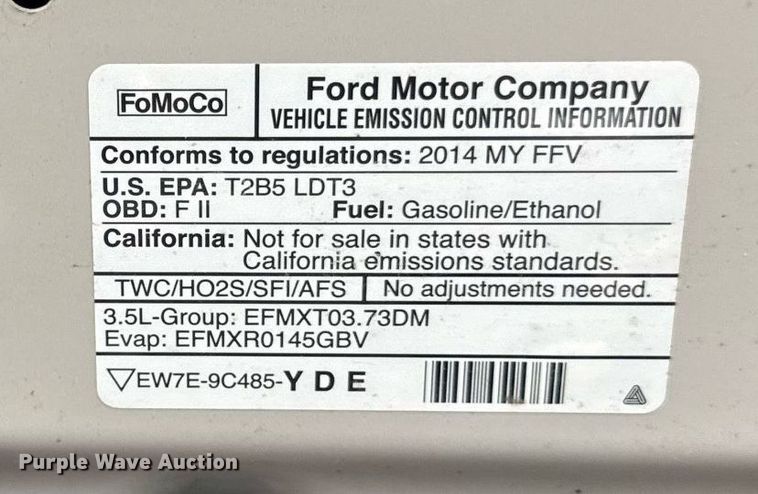 FoMoCo
Ford Motor Company
VEHICLE EMISSION CONTROL INFORMATION
Conforms to regulations: 2014 MY FFV
U.S. EPA: T2B5 LDT3
OBD: F II Fuel: Gasoline/Ethanol
California: Not for sale in states with
California emissions standards.
TWC/HO2S/SFI/AFS No adjustments needed.
3.5L-Group: EFMXT03.73DM
Evap: EFMXR0145GBV
▽EW7E-9C485-Y D E
Purple Wave Auction